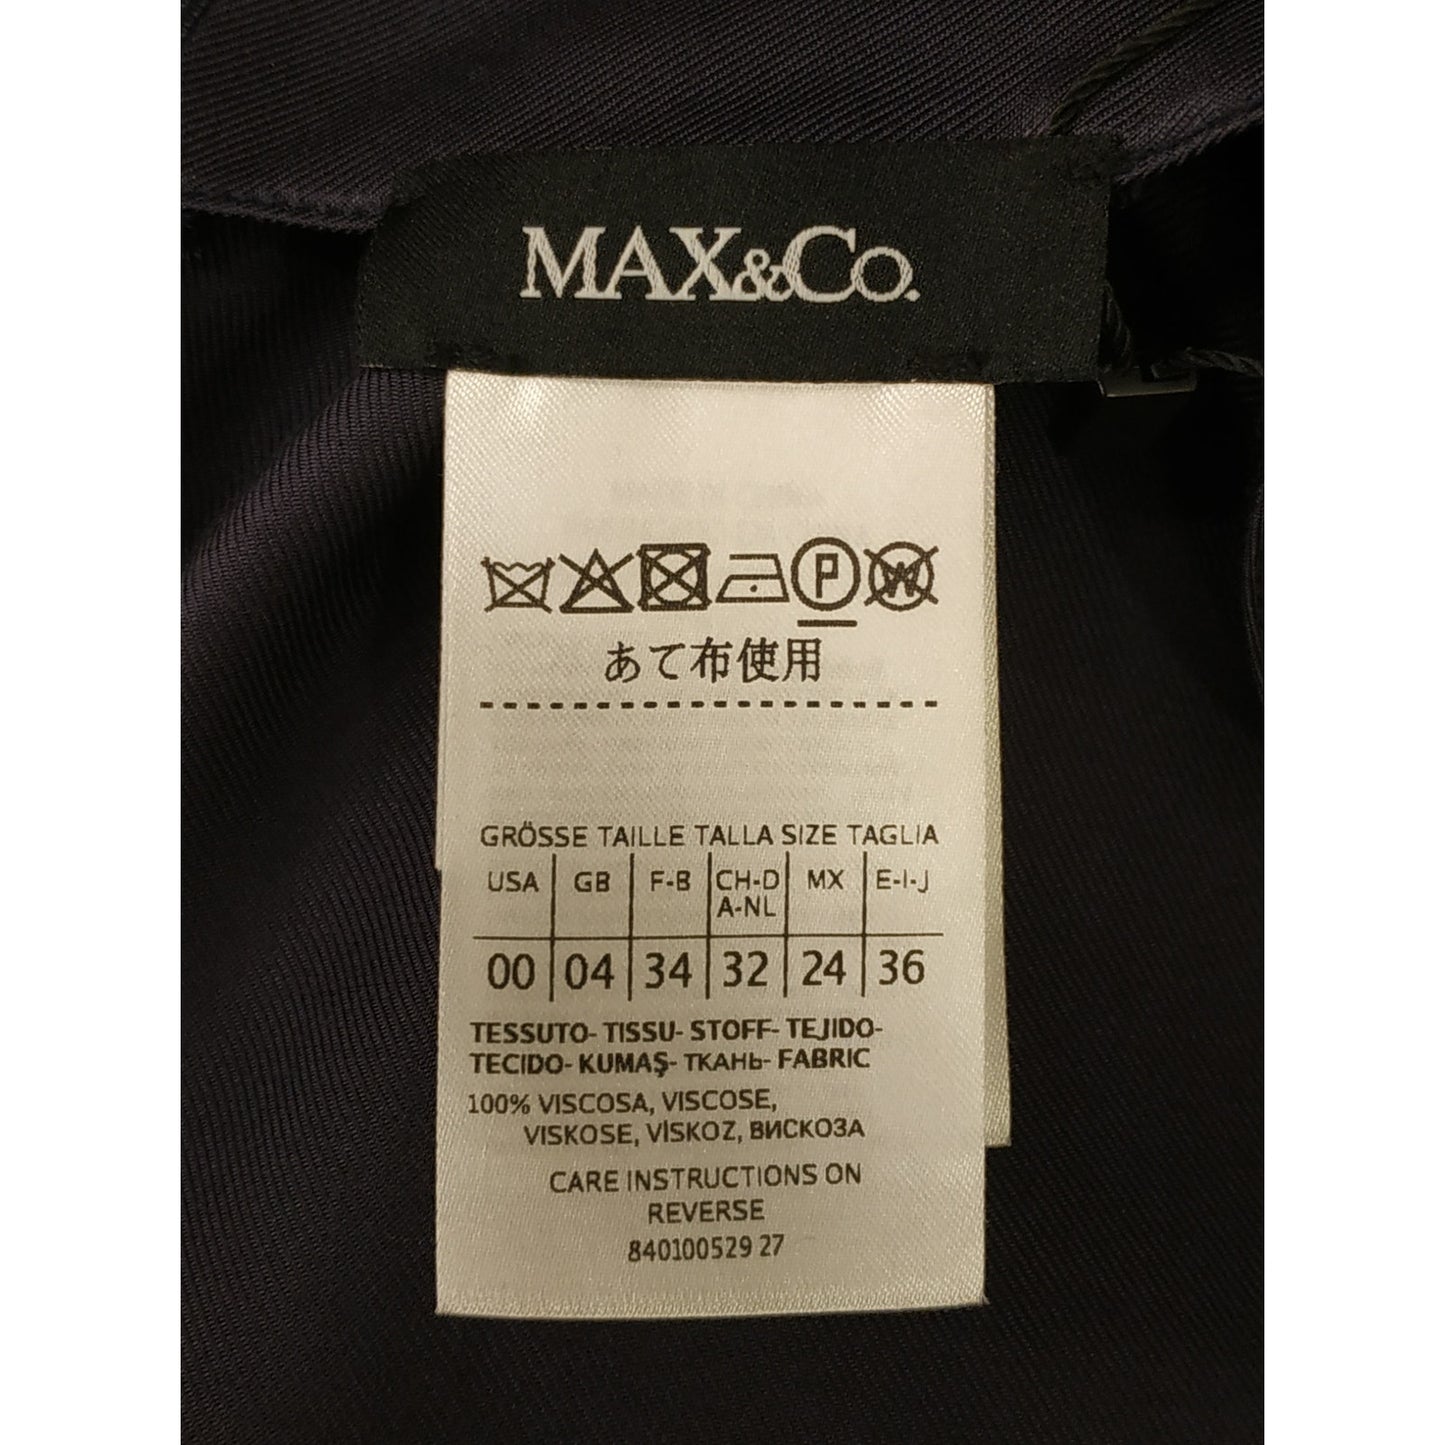 MAX&Co.
P W
あて布使用
GRÖSSE TAILLE TALLA SIZE TAGLIA
USA GB F-B CH-D MX E-I-J
A-NL
00 04 34 32 24 36
TESSUTO- TISSU- STOFF- TEJIDO-
TECIDO- KUMAŞ- ТКАНЬ- FABRIC
100% VISCOSA, VISCOSE,
VISKOSE, VİSKOZ, ВИСКОЗА
CARE INSTRUCTIONS ON
REVERSE
840100529 27